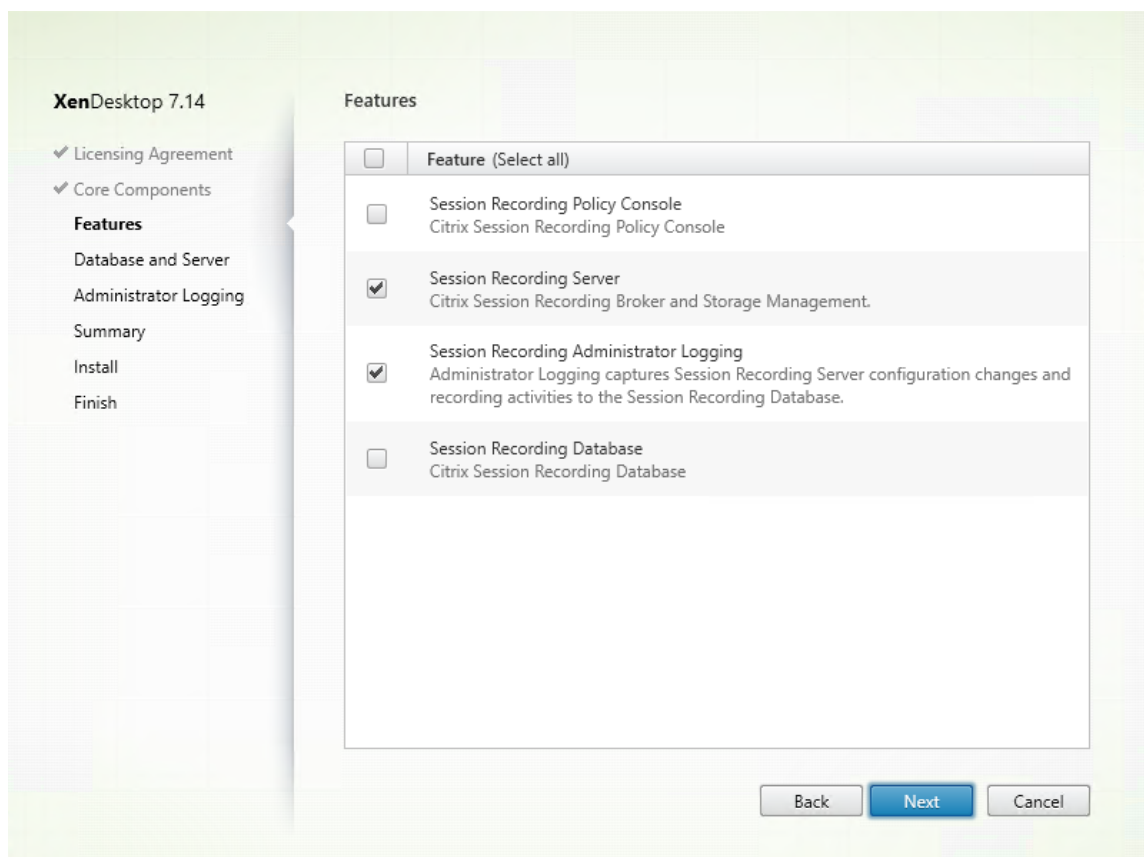 XenDesktop 7.14
Licensing Agreement
Core Components
Features
Database and Server
Administrator Logging
Summary
Install
Finish
Features
Feature (Select all)
Session Recording Policy Console
Citrix Session Recording Policy Console
Session Recording Server
Citrix Session Recording Broker and Storage Management.
Session Recording Administrator Logging
Administrator Logging captures Session Recording Server configuration changes and
recording activities to the Session Recording Database.
Session Recording Database
Citrix Session Recording Database
Back
Next
Cancel